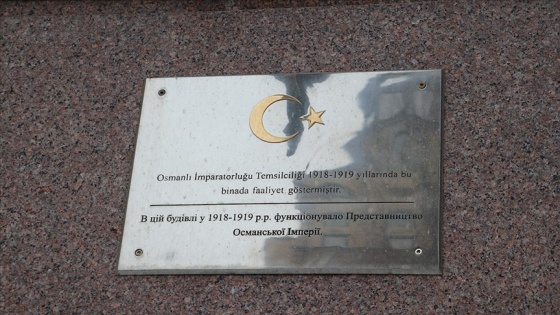 Osmanlı İmparatorluğu Temsilciliği 1918-1919 yıllarında bu
binada faaliyet göstermiştir.
В цій будівлі у 1918-1919 р.р. функціонувало Представництво
Османської Імперії.